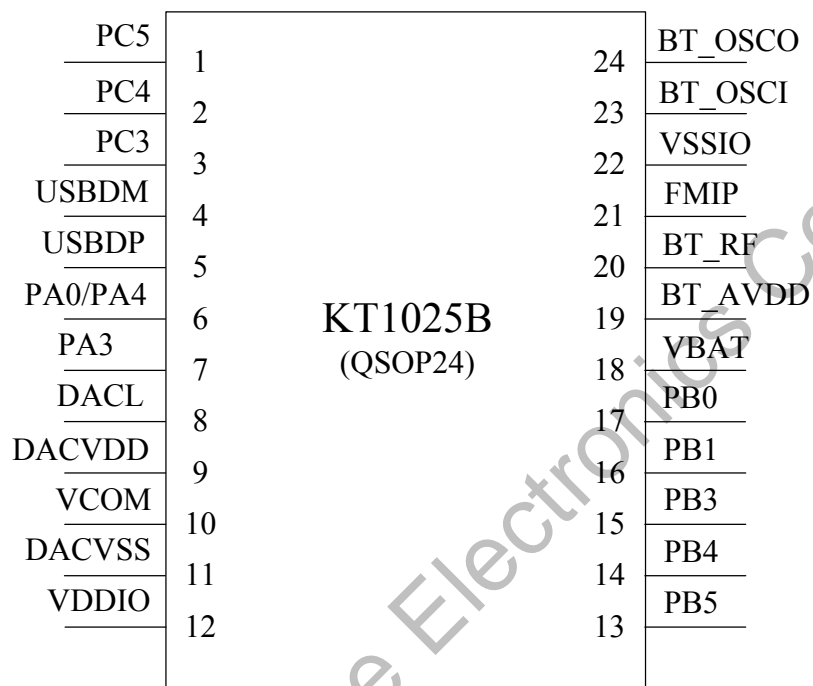 PC5 1 24 BT_OSCO
PC4 2 23 BT_OSCI
PC3 3 22 VSSIO
USBDM 4 21 FMIP
USBDP 5 20 BT_RF
PA0/PA4 6 19 BT_AVDD
PA3 7 18 VBAT
DACL 8 17 PB0
DACVDD 9 16 PB1
VCOM 10 15 PB3
DACVSS 11 14 PB4
VDDIO 12 13 PB5
KT1025B
(QSOP24)
Electronics